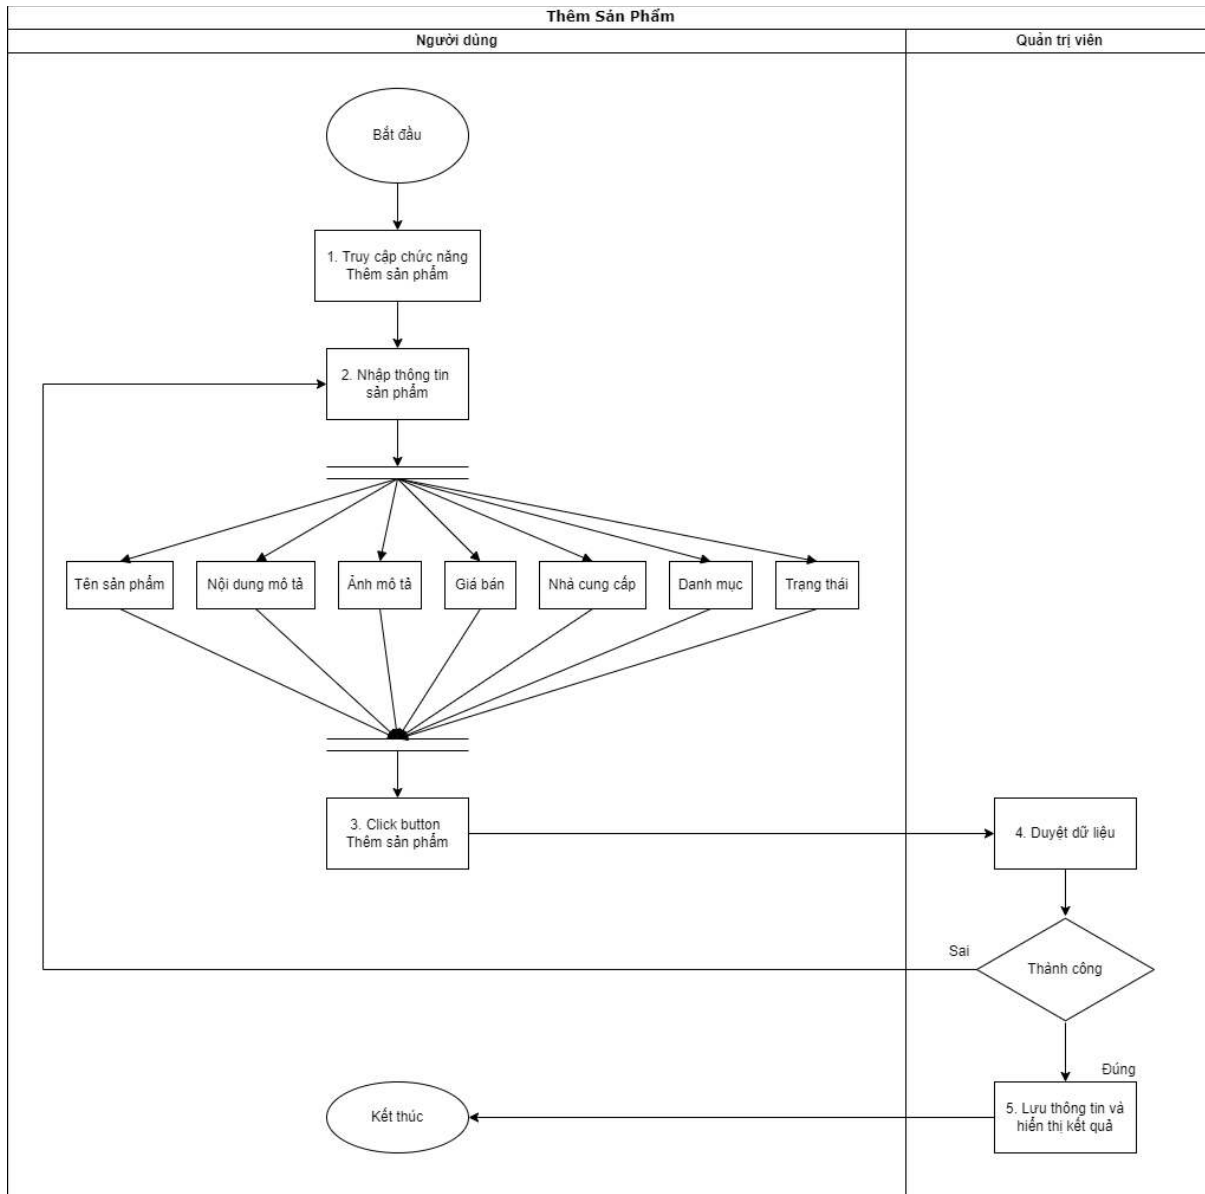 Thêm Sản Phẩm
Người dùng
Quản trị viên
Bắt đầu
1. Truy cập chức năng
Thêm sản phẩm
2. Nhập thông tin
sản phẩm
Tên sản phẩm
Nội dung mô tả
Ảnh mô tả
Giá bán
Nhà cung cấp
Danh mục
Trạng thái
3. Click button
Thêm sản phẩm
4. Duyệt dữ liệu
Sai
Thành công
Đúng
Kết thúc
5. Lưu thông tin và
hiển thị kết quả